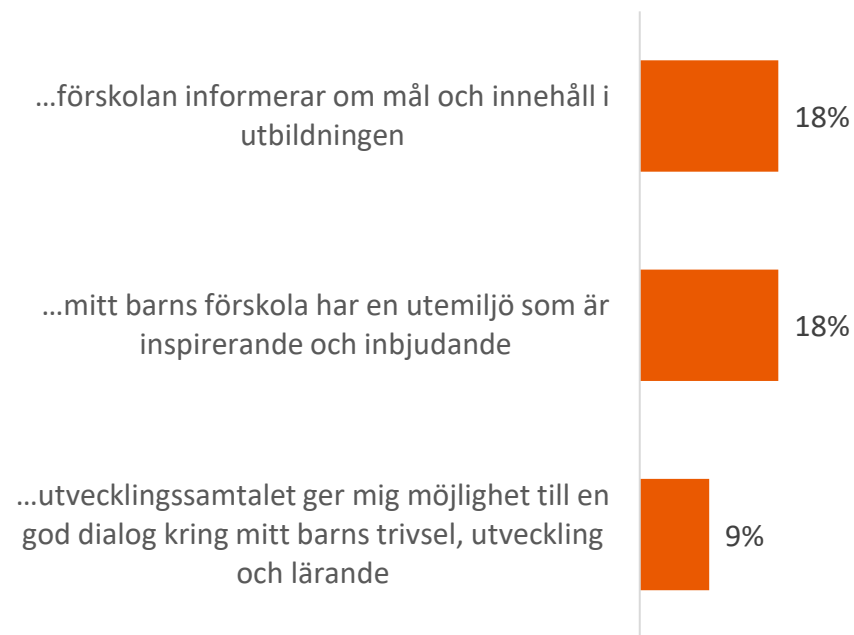 ...förskolan informerar om mål och innehåll i
utbildningen
18%
...mitt barns förskola har en utemiljö som är
inspirerande och inbjudande
18%
...utvecklingssamtalet ger mig möjlighet till en
god dialog kring mitt barns trivsel, utveckling
och lärande
9%